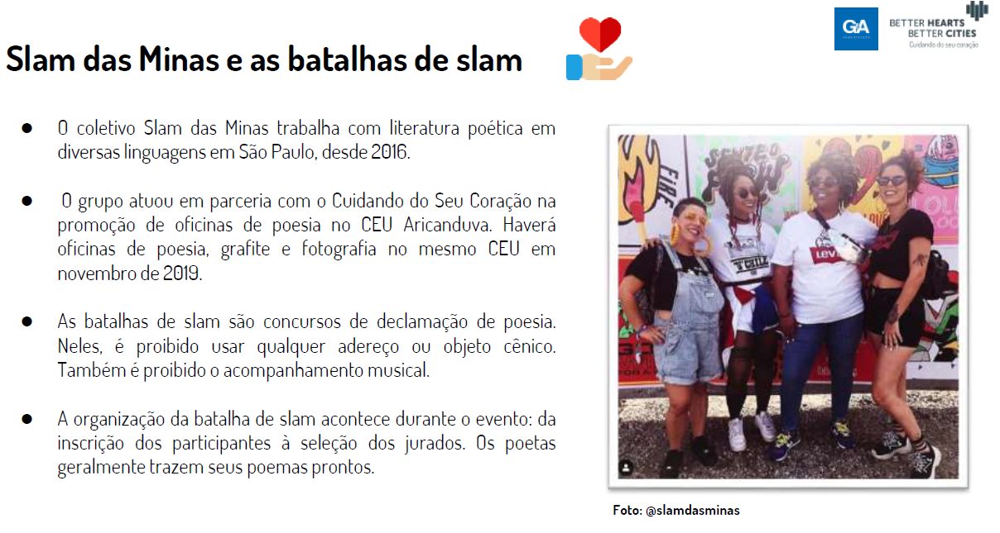 G&A
BETTER HEARTS
BETTER CITIES
Cuidando do seu coração
Slam das Minas e as batalhas de slam
● O coletivo Slam das Minas trabalha com literatura poética em
diversas linguagens em São Paulo, desde 2016.
● O grupo atuou em parceria com o Cuidando do Seu Coração na
promoção de oficinas de poesia no CEU Aricanduva. Haverá
oficinas de poesia, grafite e fotografia no mesmo CEU em
novembro de 2019.
● As batalhas de slam são concursos de declamação de poesia.
Neles, é proibido usar qualquer adereço ou objeto cênico.
Também é proibido o acompanhamento musical.
● A organização da batalha de slam acontece durante o evento: da
inscrição dos participantes à seleção dos jurados. Os poetas
geralmente trazem seus poemas prontos.
FiRE
V'CHILL
LEVI
Foto: @slamdasminas